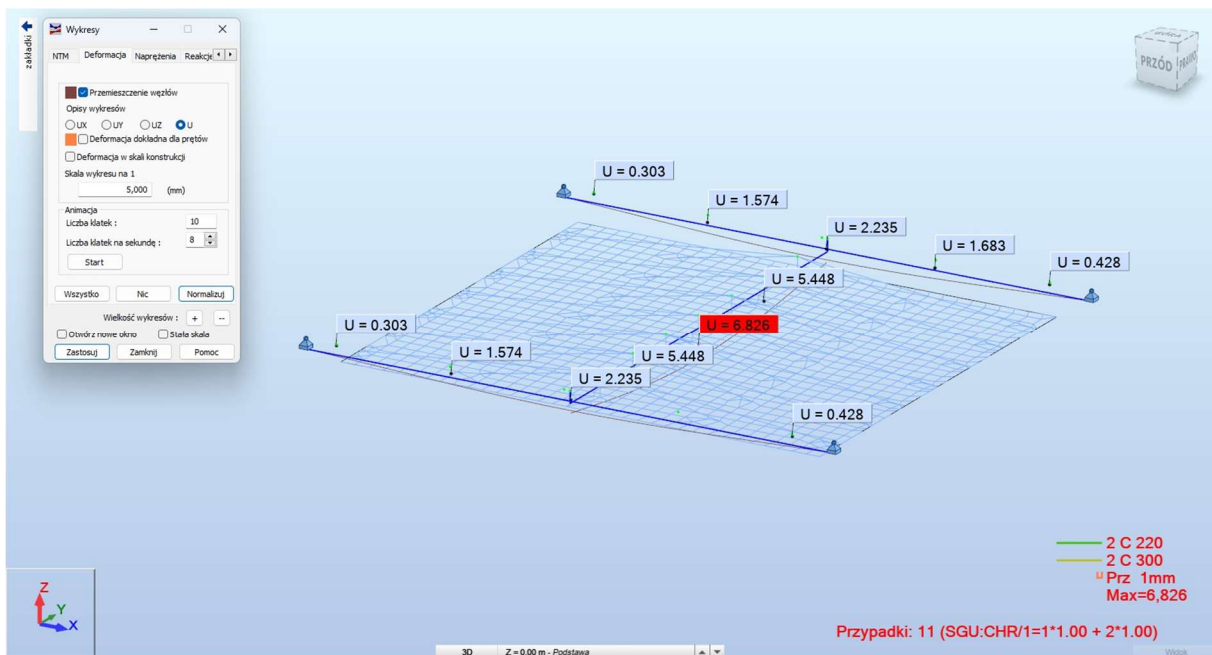 zakładki
Wykresy
NTM Deformacja Naprężenia Reakcje
Przemieszczenie węzłów
Opisy wykresów
UX UY UZ U
Deformacja dokładna dla prętów
Deformacja w skali konstrukcji
Skala wykresu na 1
5,000 (mm)
Animacja
Liczba klatek : 10
Liczba klatek na sekundę : 8
Start
Wszystko Nic Normalizuj
Wielkość wykresów : + --
Otwórz nowe okno Stała skala
Zastosuj Zamknij Pomoc
PRZÓD
U = 0.303
U = 1.574
U = 2.235
U = 1.683
U = 0.428
U = 5.448
U = 6.826
U = 0.303
U = 5.448
U = 1.574
U = 2.235
U = 0.428
2 C 220
2 C 300
u Prz 1mm
Max=6,826
Przypadki: 11 (SGU:CHR/1=1*1.00 + 2*1.00)
Z
Y
X
3D Z = 0.00 m - Podstawa
Widok